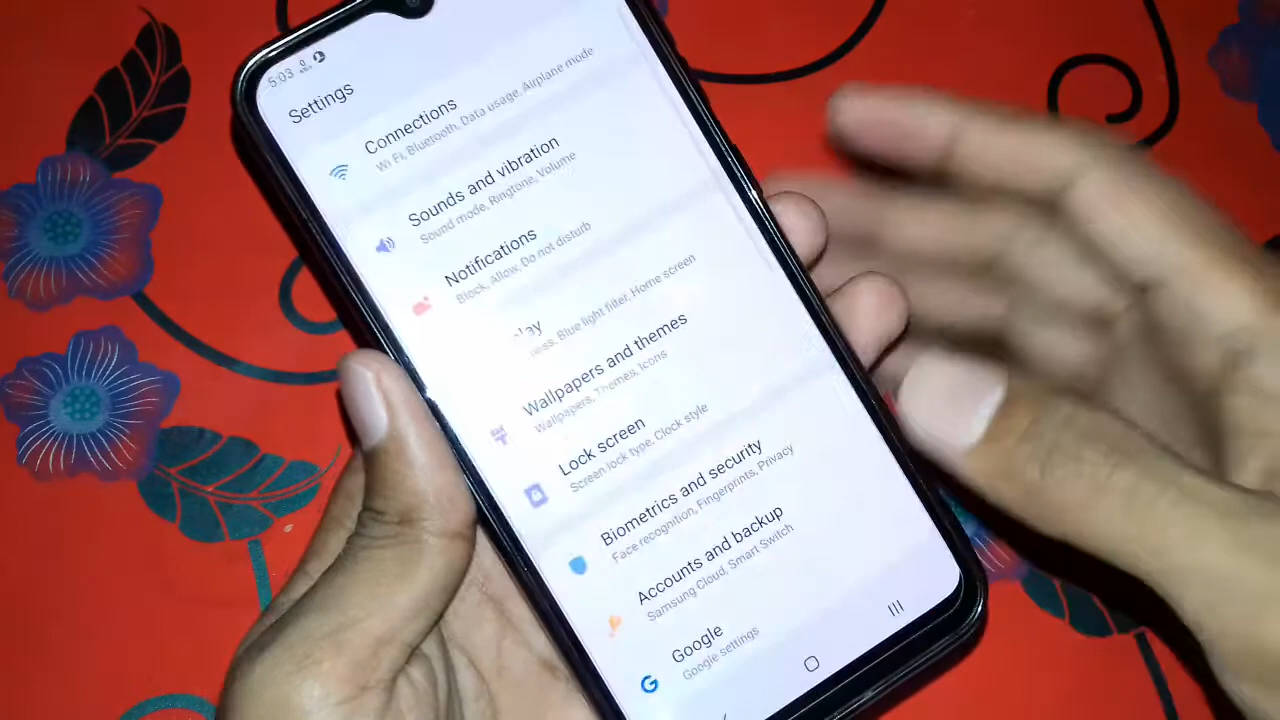 5:03
Settings
Connections
Wi Fi, Bluetooth, Data usage, Airplane mode
Sounds and vibration
Sound mode, Ringtone, Volume
Notifications
Block, Allow, Do not disturb
play
ness, Blue light filter, Home screen
Wallpapers and themes
Wallpapers, Themes, Icons
Lock screen
Screen lock type, Clock style
Biometrics and security
Face recognition, Fingerprints, Privacy
Accounts and backup
Samsung Cloud, Smart Switch
Google
Google settings